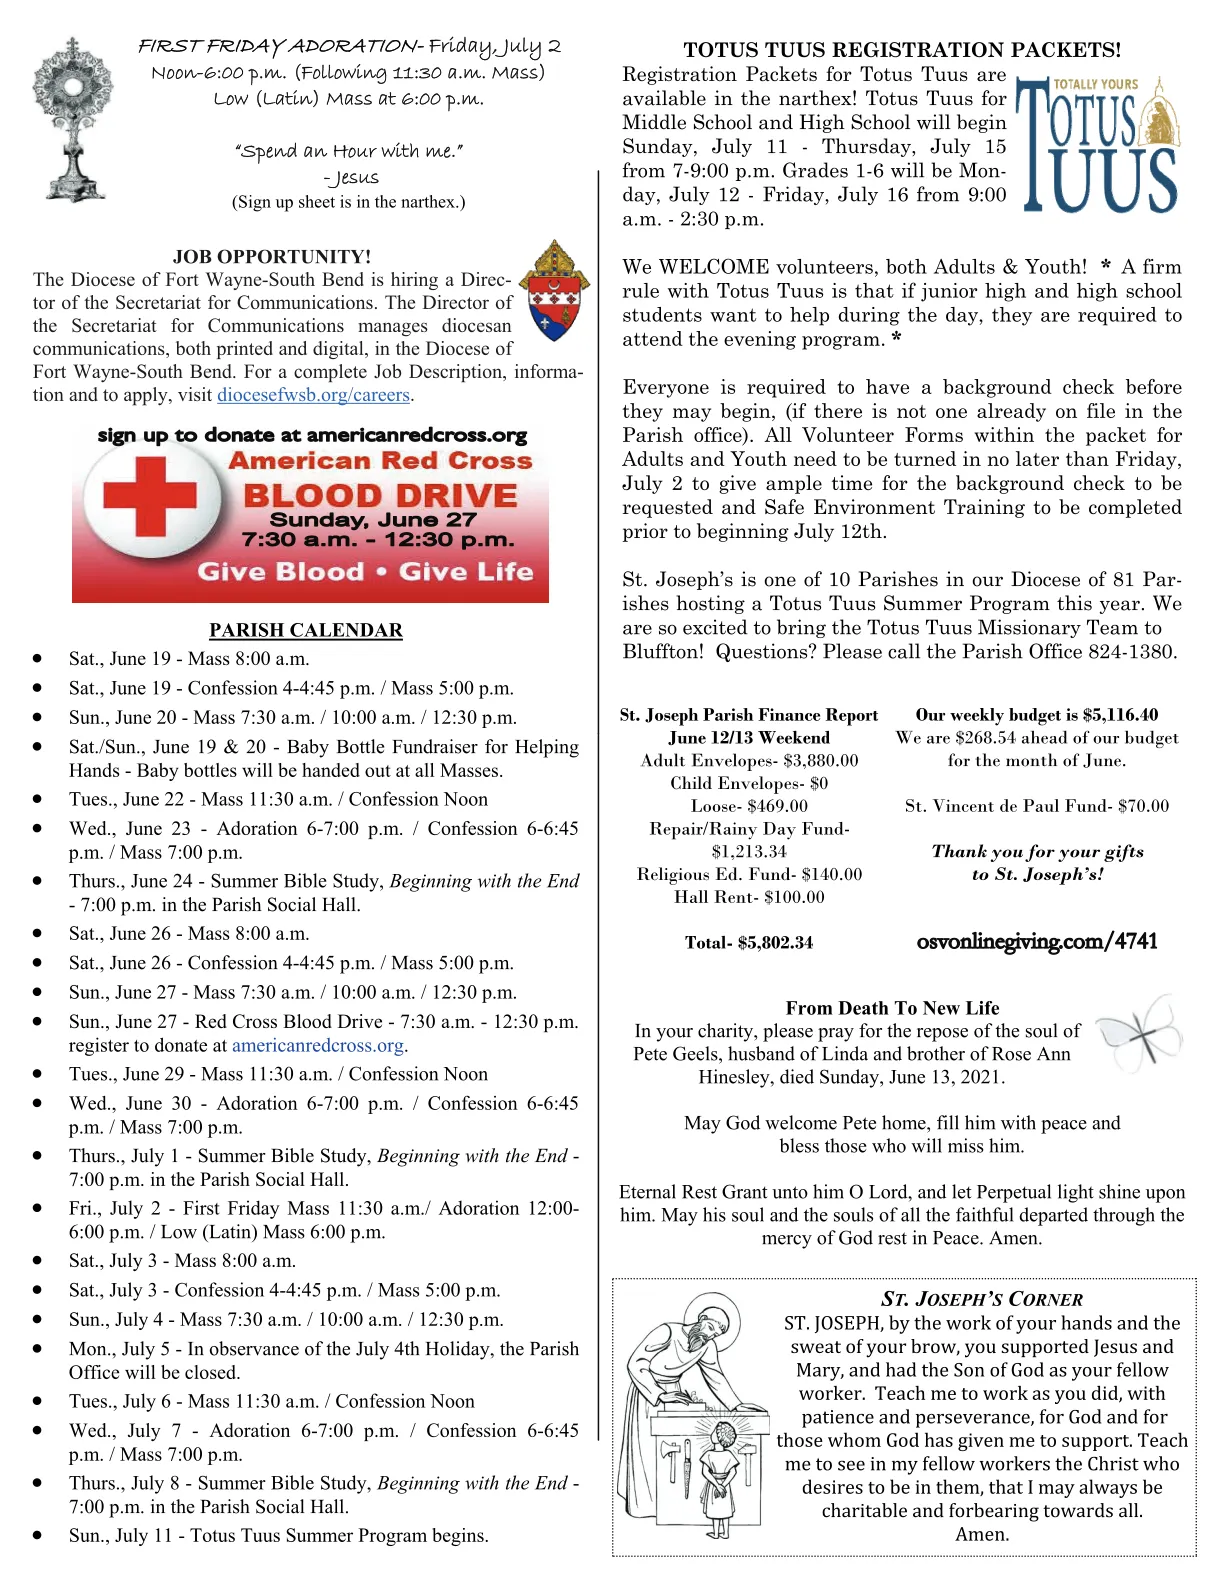 FIRST FRIDAY ADORATION- Friday, July 2
Noon-6:00 p.m. (Following 11:30 a.m. Mass)
Low (Latin) Mass at 6:00 p.m.
“Spend an Hour with me.”
- Jesus
(Sign up sheet is in the narthex.)
JOB OPPORTUNITY!
The Diocese of Fort Wayne-South Bend is hiring a Direc-
tor of the Secretariat for Communications. The Director of
the Secretariat for Communications manages diocesan
communications, both printed and digital, in the Diocese of
Fort Wayne-South Bend. For a complete Job Description, informa-
tion and to apply, visit diocesefwsb.org/careers.
sign up to donate at americanredcross.org
American Red Cross
BLOOD DRIVE
Sunday, June 27
7:30 a.m. - 12:30 p.m.
Give Blood • Give Life
PARISH CALENDAR
• Sat., June 19 - Mass 8:00 a.m.
• Sat., June 19 - Confession 4-4:45 p.m. / Mass 5:00 p.m.
• Sun., June 20 - Mass 7:30 a.m. / 10:00 a.m. / 12:30 p.m.
• Sat./Sun., June 19 & 20 - Baby Bottle Fundraiser for Helping
Hands - Baby bottles will be handed out at all Masses.
• Tues., June 22 - Mass 11:30 a.m. / Confession Noon
• Wed., June 23 - Adoration 6-7:00 p.m. / Confession 6-6:45
p.m. / Mass 7:00 p.m.
• Thurs., June 24 - Summer Bible Study, Beginning with the End
- 7:00 p.m. in the Parish Social Hall.
• Sat., June 26 - Mass 8:00 a.m.
• Sat., June 26 - Confession 4-4:45 p.m. / Mass 5:00 p.m.
• Sun., June 27 - Mass 7:30 a.m. / 10:00 a.m. / 12:30 p.m.
• Sun., June 27 - Red Cross Blood Drive - 7:30 a.m. - 12:30 p.m.
register to donate at americanredcross.org.
• Tues., June 29 - Mass 11:30 a.m. / Confession Noon
• Wed., June 30 - Adoration 6-7:00 p.m. / Confession 6-6:45
p.m. / Mass 7:00 p.m.
• Thurs., July 1 - Summer Bible Study, Beginning with the End -
7:00 p.m. in the Parish Social Hall.
• Fri., July 2 - First Friday Mass 11:30 a.m./ Adoration 12:00-
6:00 p.m. / Low (Latin) Mass 6:00 p.m.
• Sat., July 3 - Mass 8:00 a.m.
• Sat., July 3 - Confession 4-4:45 p.m. / Mass 5:00 p.m.
• Sun., July 4 - Mass 7:30 a.m. / 10:00 a.m. / 12:30 p.m.
• Mon., July 5 - In observance of the July 4th Holiday, the Parish
Office will be closed.
• Tues., July 6 - Mass 11:30 a.m. / Confession Noon
• Wed., July 7 - Adoration 6-7:00 p.m. / Confession 6-6:45
p.m. / Mass 7:00 p.m.
• Thurs., July 8 - Summer Bible Study, Beginning with the End -
7:00 p.m. in the Parish Social Hall.
• Sun., July 11 - Totus Tuus Summer Program begins.
TOTUS TUUS REGISTRATION PACKETS!
Registration Packets for Totus Tuus are
available in the narthex! Totus Tuus for
Middle School and High School will begin
Sunday, July 11 - Thursday, July 15
from 7-9:00 p.m. Grades 1-6 will be Mon-
day, July 12 - Friday, July 16 from 9:00
a.m. - 2:30 p.m.
TOTALLY YOURS
TOTUS
TUUS
We WELCOME volunteers, both Adults & Youth! * A firm
rule with Totus Tuus is that if junior high and high school
students want to help during the day, they are required to
attend the evening program. *
Everyone is required to have a background check before
they may begin, (if there is not one already on file in the
Parish office). All Volunteer Forms within the packet for
Adults and Youth need to be turned in no later than Friday,
July 2 to give ample time for the background check to be
requested and Safe Environment Training to be completed
prior to beginning July 12th.
St. Joseph’s is one of 10 Parishes in our Diocese of 81 Par-
ishes hosting a Totus Tuus Summer Program this year. We
are so excited to bring the Totus Tuus Missionary Team to
Bluffton! Questions? Please call the Parish Office 824-1380.
St. Joseph Parish Finance Report
June 12/13 Weekend
Adult Envelopes- $3,880.00
Child Envelopes- $0
Loose- $469.00
Repair/Rainy Day Fund-
$1,213.34
Religious Ed. Fund- $140.00
Hall Rent- $100.00
Total- $5,802.34
Our weekly budget is $5,116.40
We are $268.54 ahead of our budget
for the month of June.
St. Vincent de Paul Fund- $70.00
Thank you for your gifts
to St. Joseph’s!
osvonlinegiving.com/4741
From Death To New Life
In your charity, please pray for the repose of the soul of
Pete Geels, husband of Linda and brother of Rose Ann
Hinesley, died Sunday, June 13, 2021.
May God welcome Pete home, fill him with peace and
bless those who will miss him.
Eternal Rest Grant unto him O Lord, and let Perpetual light shine upon
him. May his soul and the souls of all the faithful departed through the
mercy of God rest in Peace. Amen.
ST. JOSEPH’S CORNER
ST. JOSEPH, by the work of your hands and the
sweat of your brow, you supported Jesus and
Mary, and had the Son of God as your fellow
worker. Teach me to work as you did, with
patience and perseverance, for God and for
those whom God has given me to support. Teach
me to see in my fellow workers the Christ who
desires to be in them, that I may always be
charitable and forbearing towards all.
Amen.